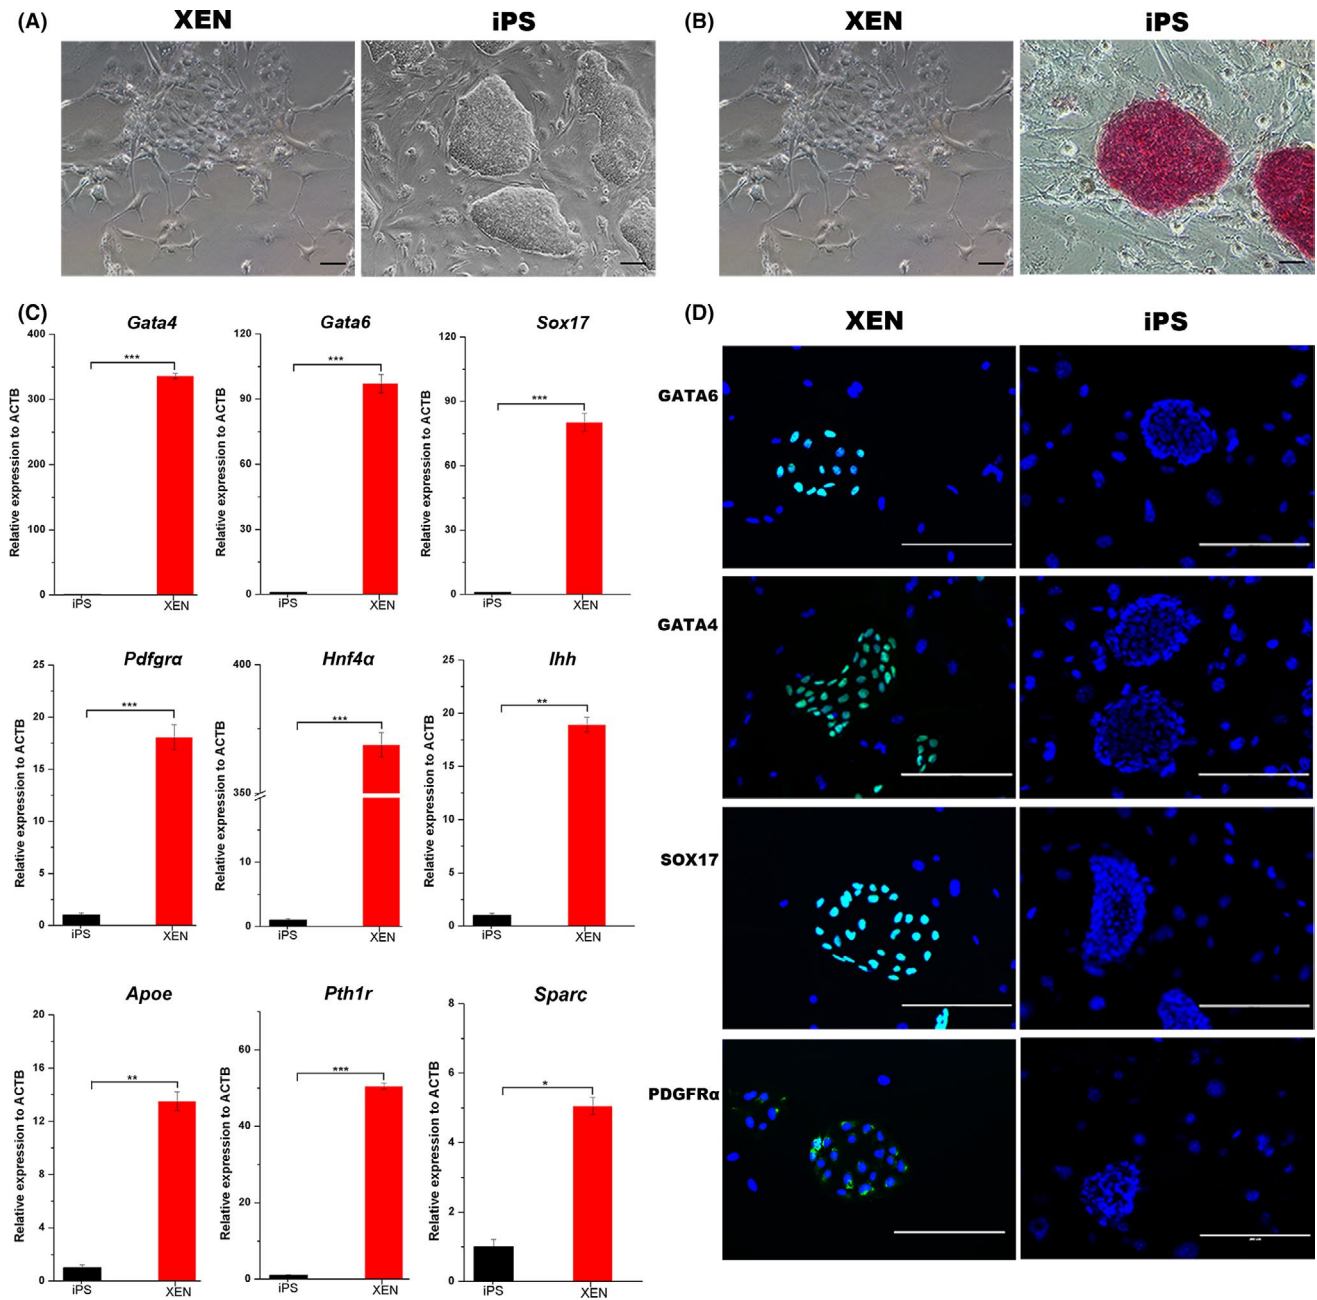 (A) XEN iPS
(B) XEN iPS
(C)
Gata4
Relative expression to ACTB
400
300
200
100
0
***
iPS XEN
Gata6
Relative expression to ACTB
120
90
60
30
0
***
iPS XEN
Sox17
Relative expression to ACTB
120
90
60
30
0
***
iPS XEN
Pdfgrα
Relative expression to ACTB
25
20
15
10
5
0
***
iPS XEN
Hnf4α
Relative expression to ACTB
400
350
10
0
***
iPS XEN
Ihh
Relative expression to ACTB
25
20
15
10
5
0
**
iPS XEN
Apoe
Relative expression to ACTB
20
16
12
8
4
0
**
iPS XEN
Pth1r
Relative expression to ACTB
60
40
20
0
***
iPS XEN
Sparc
Relative expression to ACTB
8
6
4
2
0
*
iPS XEN
(D) XEN iPS
GATA6
GATA4
SOX17
PDGFRα